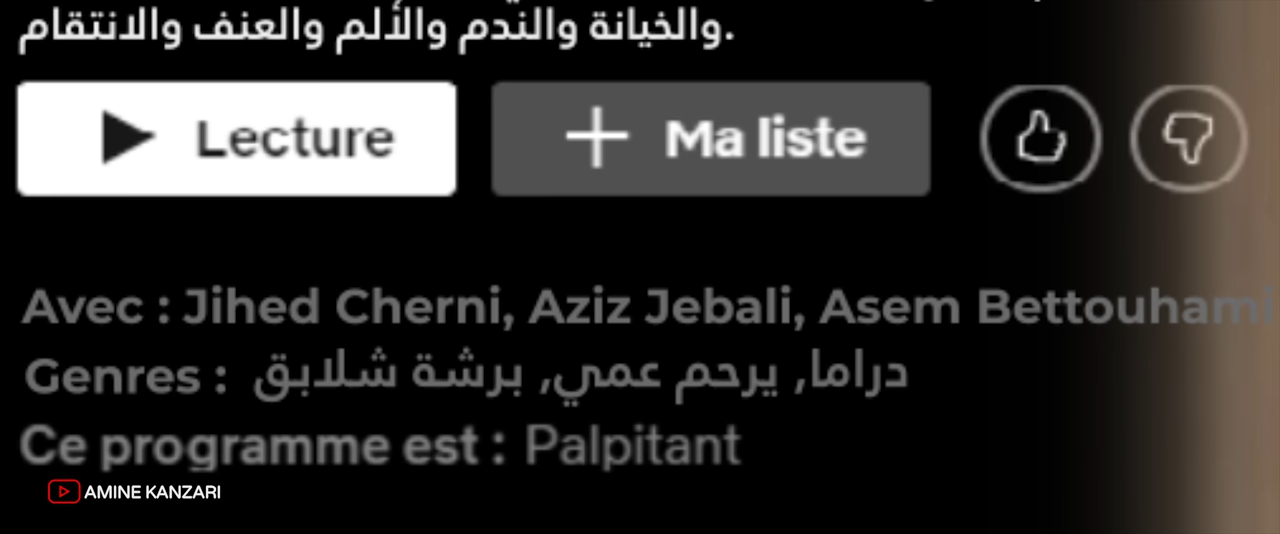 والخيانة والندم والألم والعنف والانتقام.
Lecture
Ma liste
Avec : Jihed Cherni, Aziz Jebali, Asem Bettouhami
Genres : دراما, يرحم عمي, برشة شلابق
Ce programme est : Palpitant
AMINE KANZARI